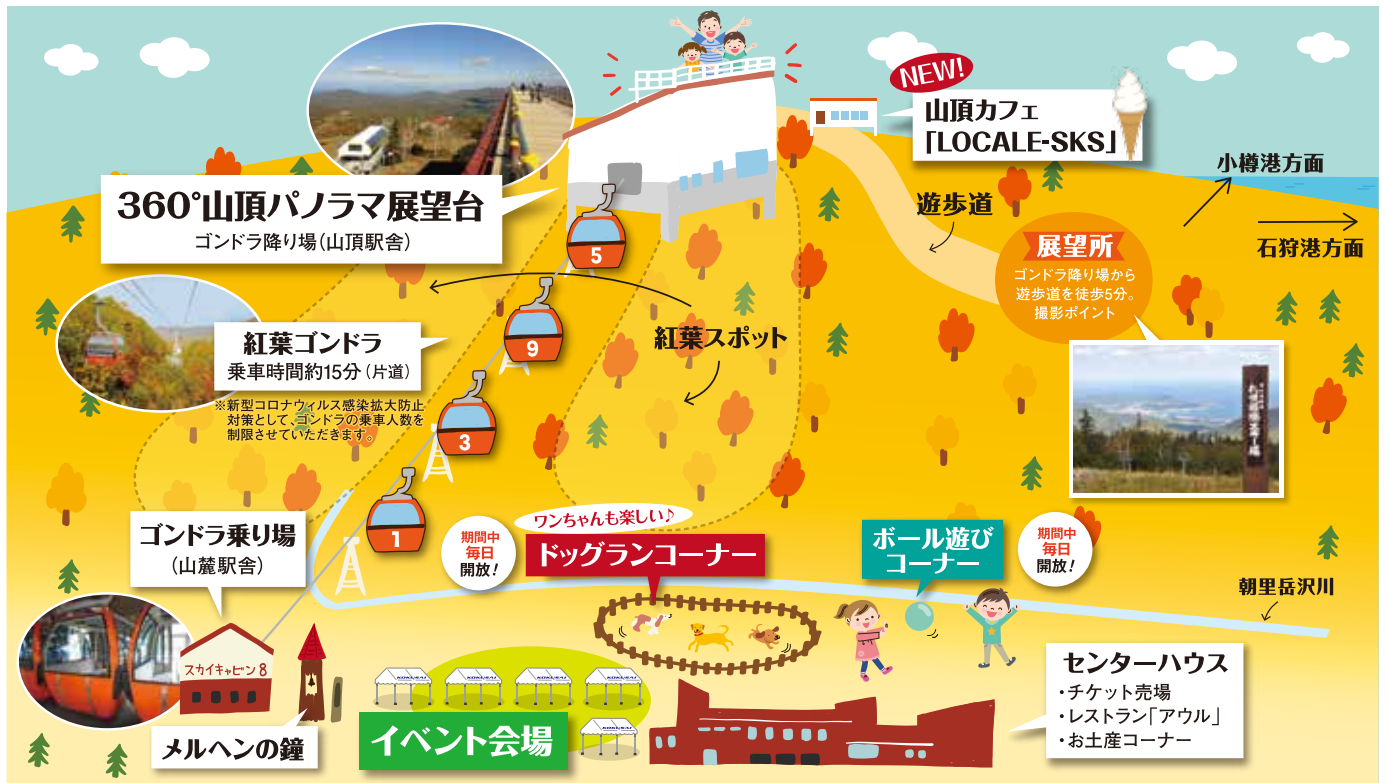 NEW!
山頂カフェ
「LOCALE-SKS」
小樽港方面
石狩港方面
遊歩道
展望所
ゴンドラ降り場から
遊歩道を徒歩5分。
撮影ポイント
360°山頂パノラマ展望台
ゴンドラ降り場(山頂駅舎)
5
9
3
1
紅葉ゴンドラ
乗車時間約15分(片道)
※新型コロナウィルス感染拡大防止
対策として、ゴンドラの乗車人数を
制限させていただきます。
紅葉スポット
ゴンドラ乗り場
(山麓駅舎)
期間中
毎日
開放!
ワンちゃんも楽しい♪
ドッグランコーナー
ボール遊び
コーナー
期間中
毎日
開放!
朝里岳沢川
スカイキャビン8
メルヘンの鐘
KOKUSAI
KOKUSAI
KOKUSAI
KOKUSAI
KOKUSAI
イベント会場
センターハウス
・チケット売場
・レストラン「アウル」
・お土産コーナー